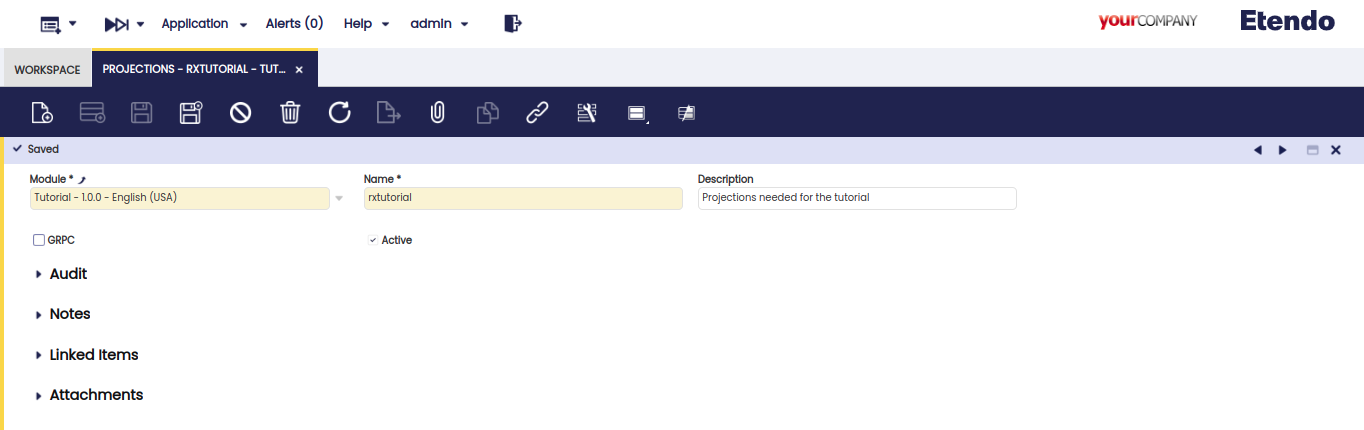 Application Alerts (0) Help admin yourCOMPANY Etendo
WORKSPACE PROJECTIONS - RXTUTORIAL - TUT...
Saved
Module * Name * Description
Tutorial - 1.0.0 - English (USA) rxtutorial Projections needed for the tutorial
GRPC Active
Audit
Notes
Linked Items
Attachments